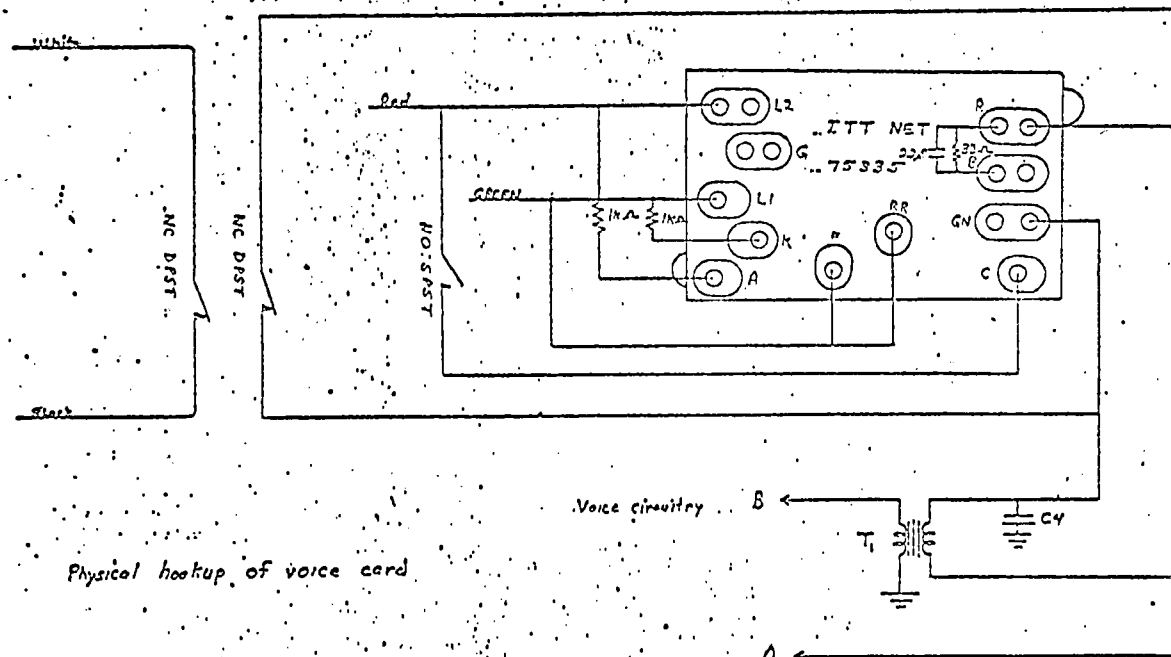 White
Red
L2
R
ITT NET
G
75335
33Ω
B
GREEN
L1
1KΩ
1KΩ
RR
GN
K
NC DPST
NC DPST
NO:SPST
A
C
Black
Voice circuitry
B
C4
T1
Physical hookup of voice card
A